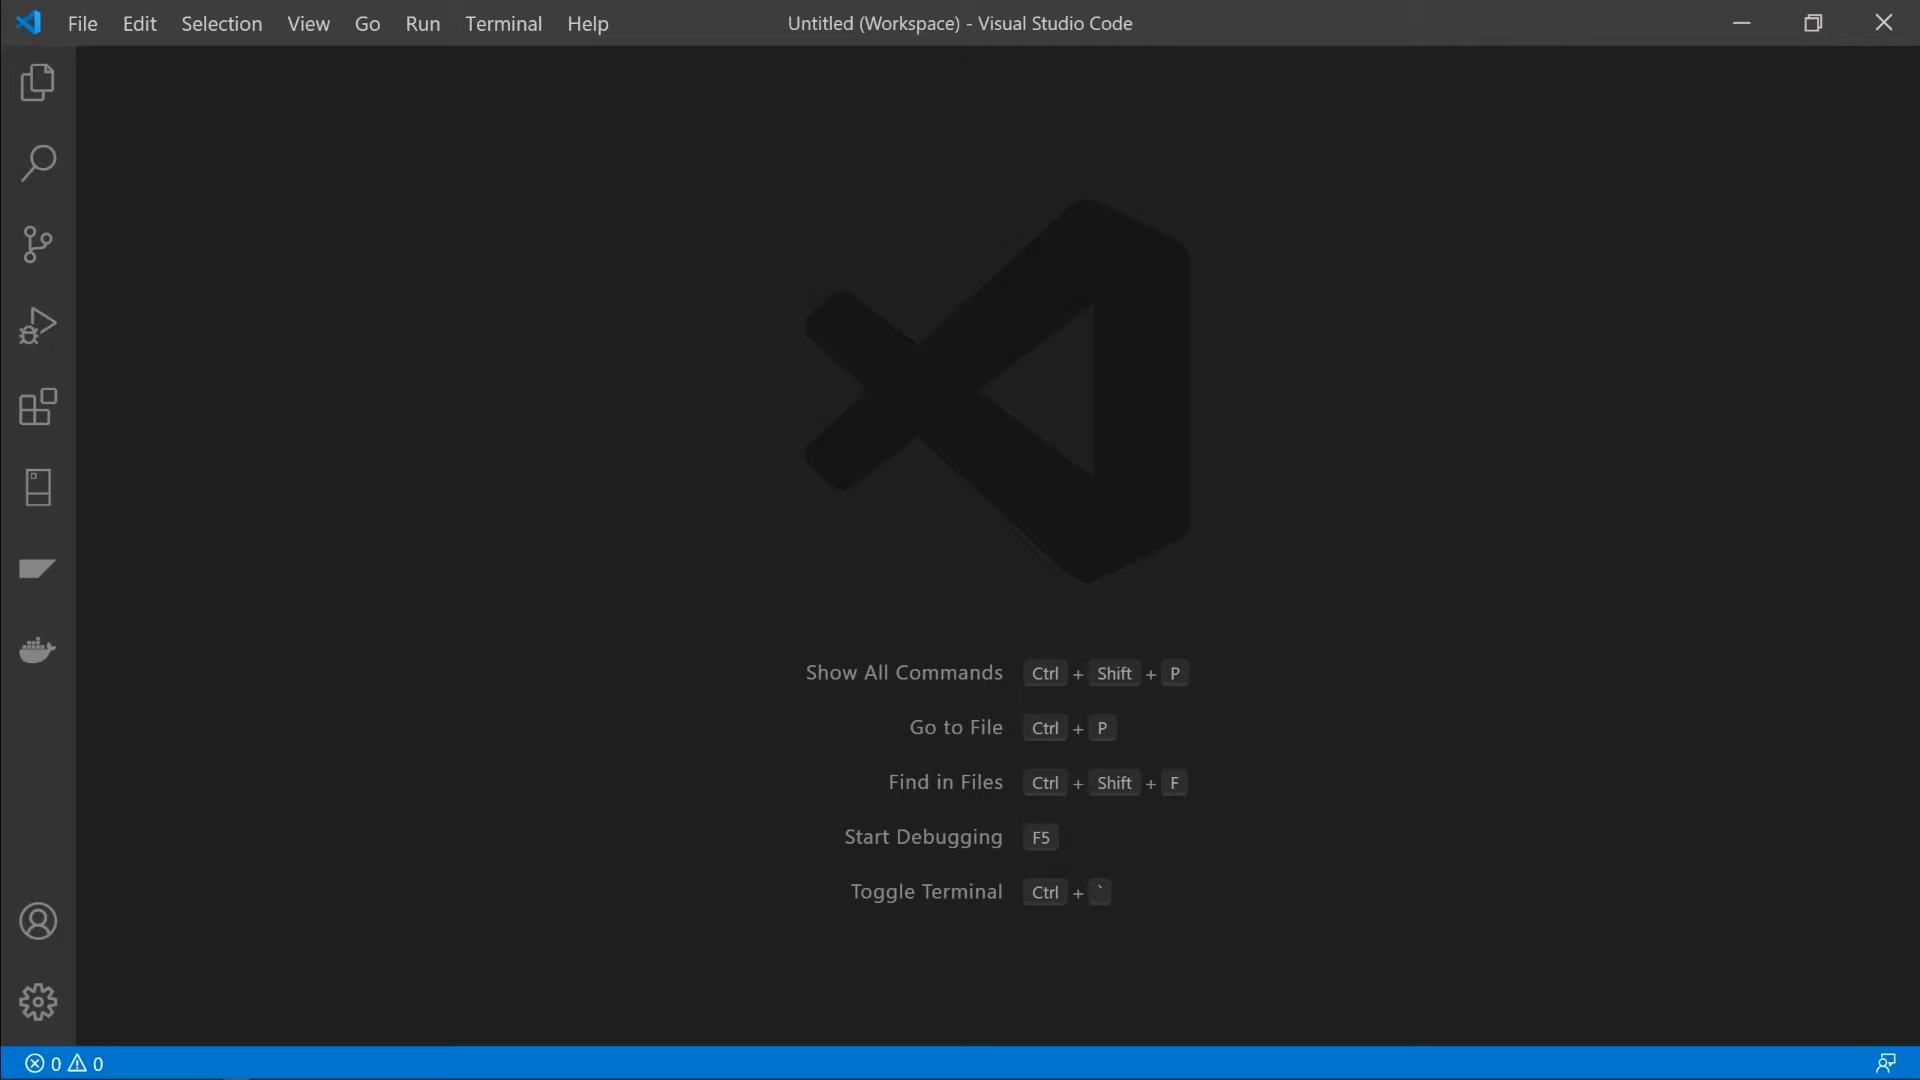 File Edit Selection View Go Run Terminal Help Untitled (Workspace) - Visual Studio Code
Show All Commands Ctrl + Shift + P
Go to File Ctrl + P
Find in Files Ctrl + Shift + F
Start Debugging F5
Toggle Terminal Ctrl + `
0 0